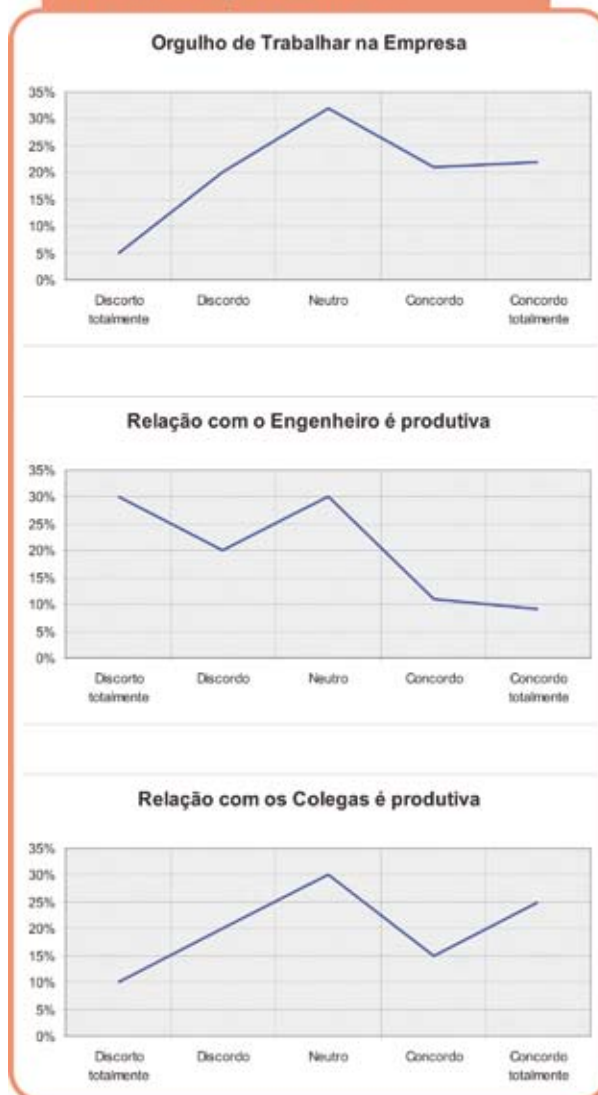 Orgulho de Trabalhar na Empresa
35%
30%
25%
20%
15%
10%
5%
0%
Discorto totalmente
Discordo
Neutro
Concordo
Concordo totalmente
Relação com o Engenheiro é produtiva
35%
30%
25%
20%
15%
10%
5%
0%
Discorto totalmente
Discordo
Neutro
Concordo
Concordo totalmente
Relação com os Colegas é produtiva
35%
30%
25%
20%
15%
10%
5%
0%
Discorto totalmente
Discordo
Neutro
Concordo
Concordo totalmente